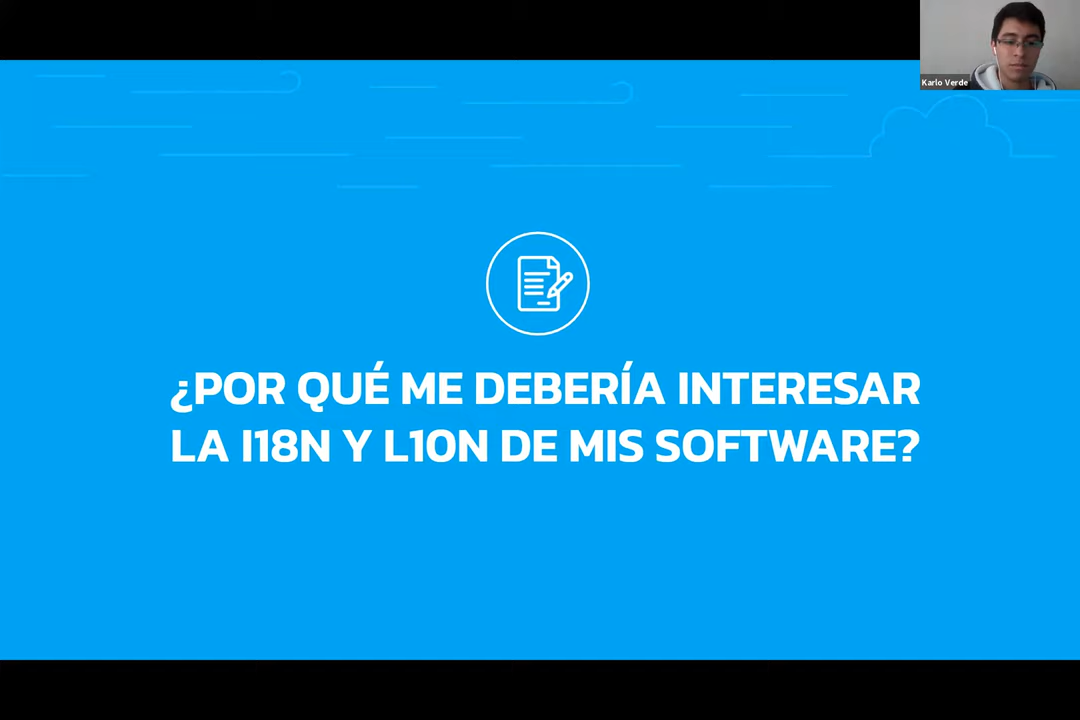 Karlo Verde
¿POR QUÉ ME DEBERÍA INTERESAR
LA I18N Y L10N DE MIS SOFTWARE?